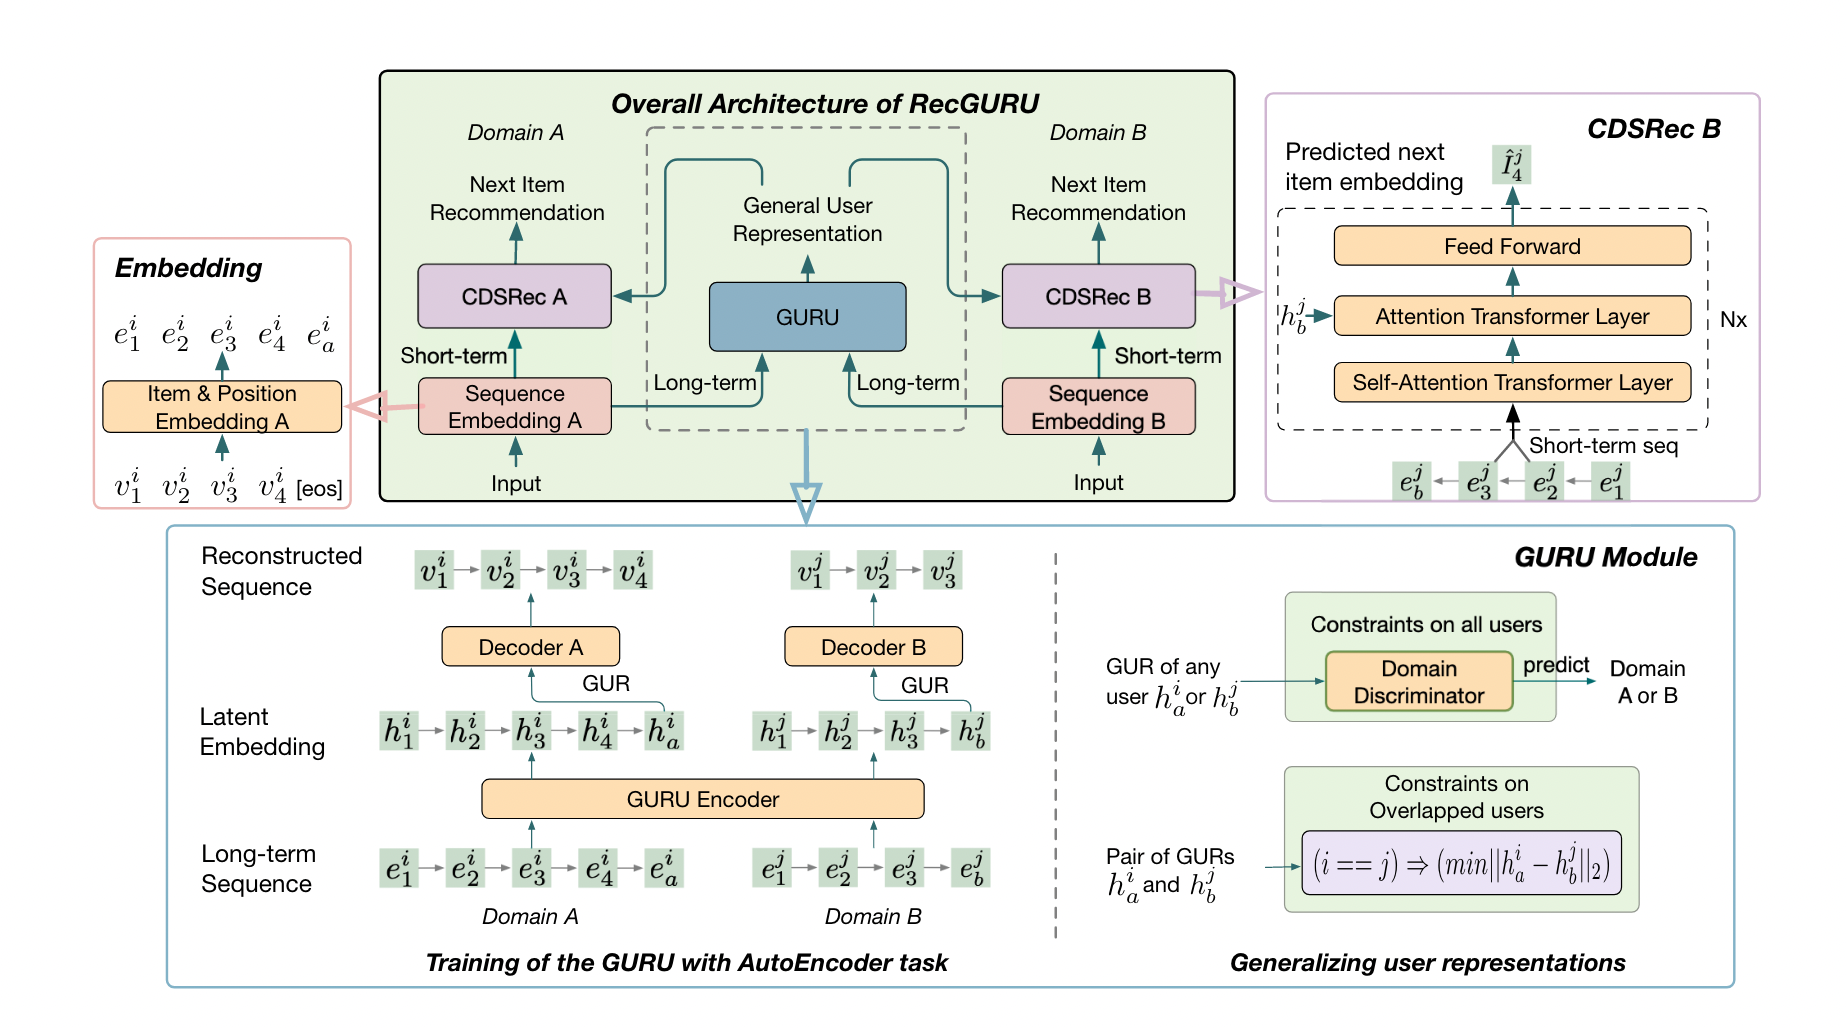 Overall Architecture of RecGURU
Domain A
Domain B
Next Item
Recommendation
General User
Representation
Next Item
Recommendation
CDSRec A
GURU
CDSRec B
Short-term
Long-term
Long-term
Short-term
Sequence
Embedding A
Sequence
Embedding B
Input
Input
Embedding
e_1^i e_2^i e_3^i e_4^i e_a^i
Item & Position
Embedding A
v_1^i v_2^i v_3^i v_4^i [eos]
CDSRec B
Predicted next
item embedding
Î_4^j
Feed Forward
h_b^j
Attention Transformer Layer
Nx
Self-Attention Transformer Layer
Short-term seq
e_b^j e_3^j e_2^j e_1^j
GURU Module
Reconstructed
Sequence
v_1^i v_2^i v_3^i v_4^i
v_1^j v_2^j v_3^j
Decoder A
Decoder B
GUR
GUR
Latent
Embedding
h_1^i h_2^i h_3^i h_4^i h_a^i
h_1^j h_2^j h_3^j h_b^j
GURU Encoder
Long-term
Sequence
e_1^i e_2^i e_3^i e_4^i e_a^i
e_1^j e_2^j e_3^j e_b^j
Domain A
Domain B
Training of the GURU with AutoEncoder task
Constraints on all users
GUR of any
user h_a^i or h_b^j
Domain
Discriminator
predict
Domain
A or B
Constraints on
Overlapped users
Pair of GURs
h_a^i and h_b^j
(i == j) ⇒ (min||h_a^i − h_b^j||_2)
Generalizing user representations